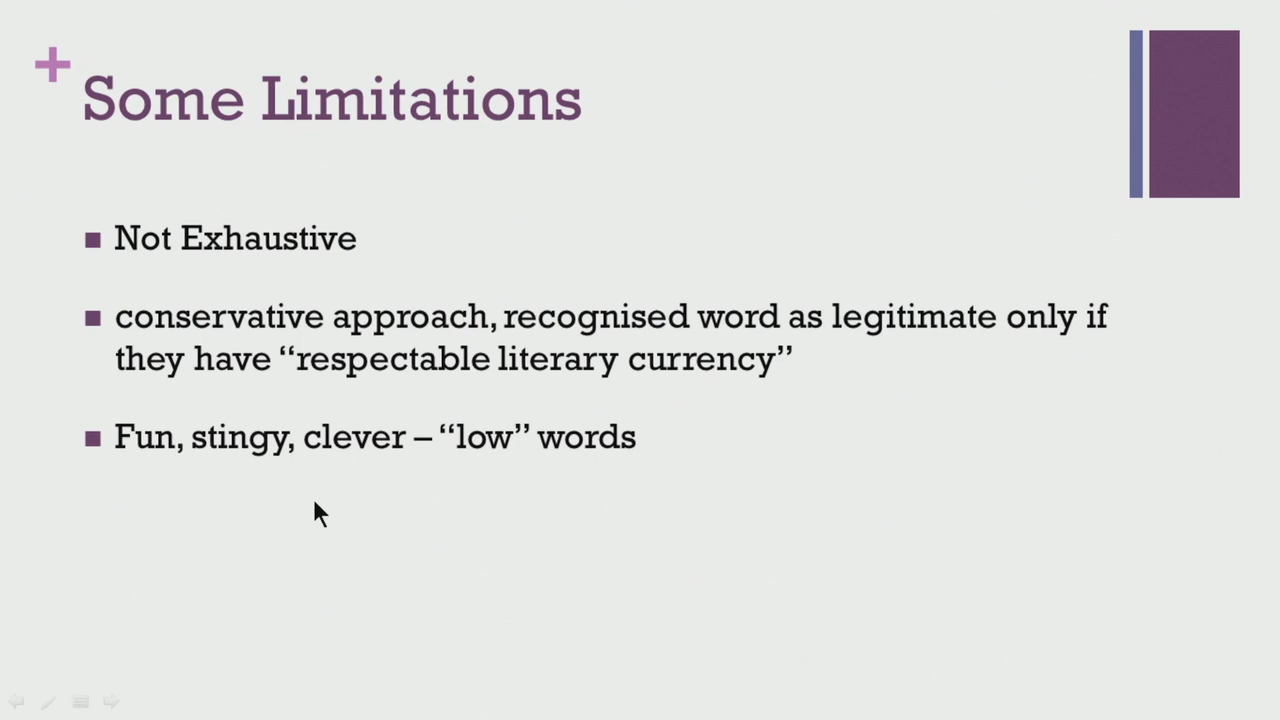 Some Limitations
Not Exhaustive
conservative approach, recognised word as legitimate only if
they have “respectable literary currency”
Fun, stingy, clever – “low” words